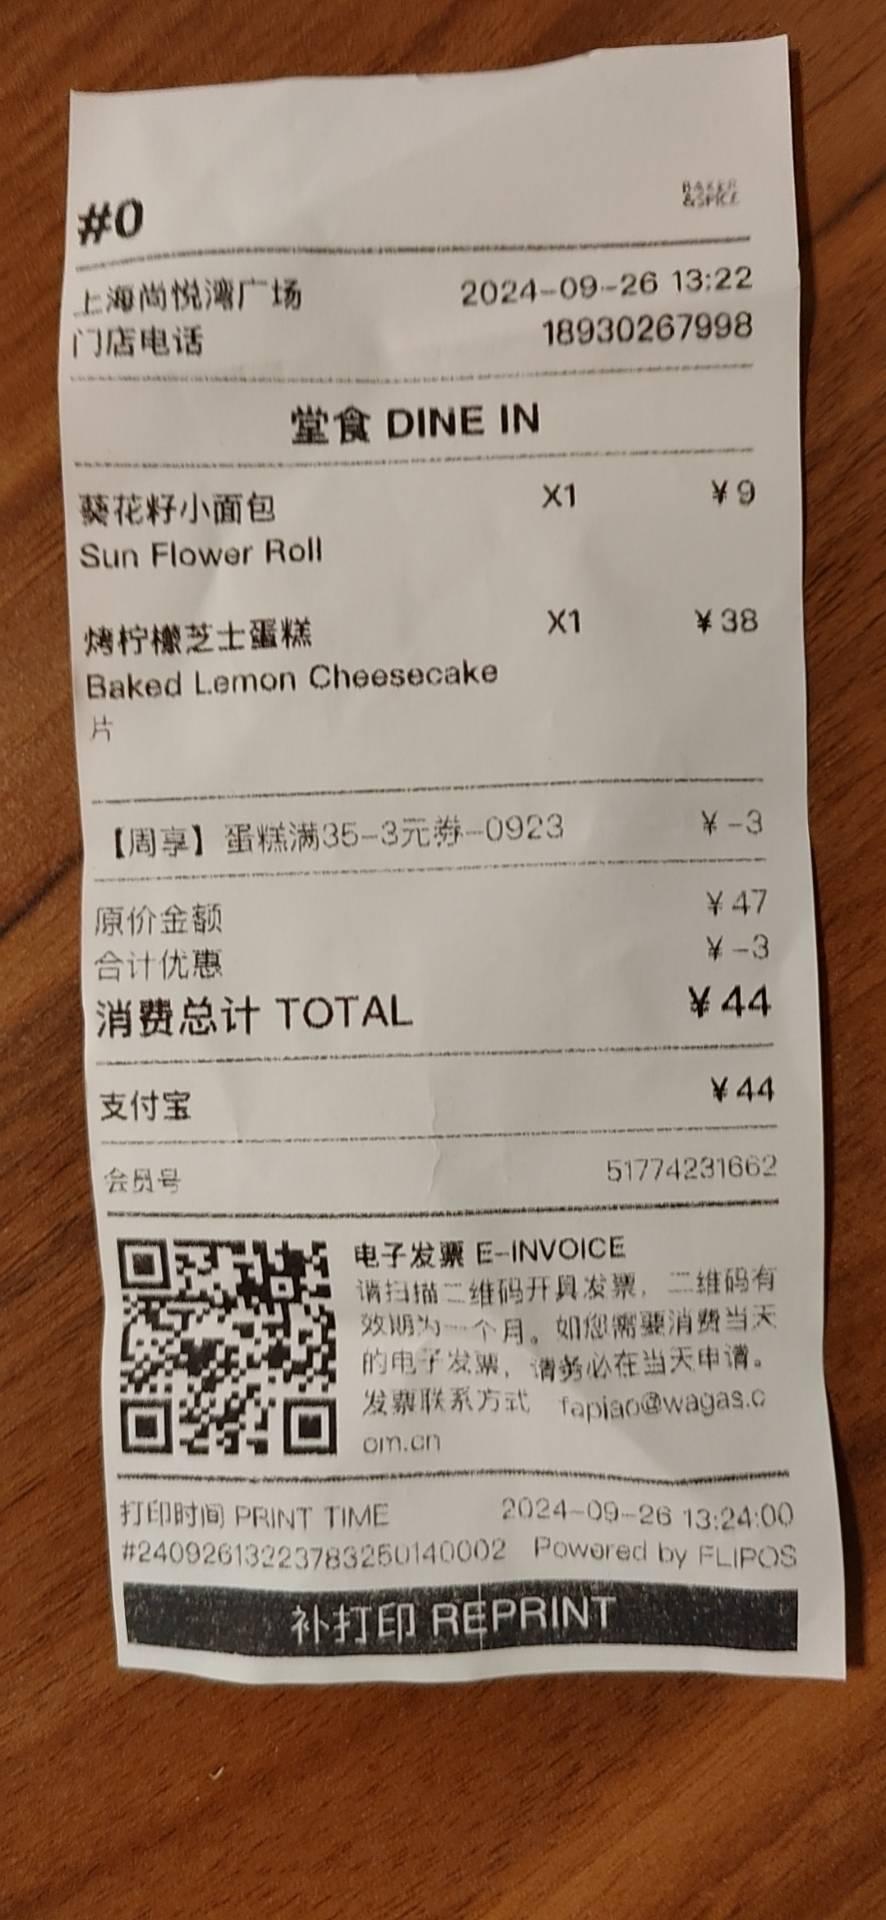 #0
BAKER
&SPICE
上海尚悦湾广场 2024-09-26 13:22
门店电话 18930267998
堂食 DINE IN
葵花籽小面包 X1 ¥9
Sun Flower Roll
烤柠檬芝士蛋糕 X1 ¥38
Baked Lemon Cheesecake
片
【周享】蛋糕满35-3元券-0923 ¥-3
原价金额 ¥47
合计优惠 ¥-3
消费总计 TOTAL ¥44
支付宝 ¥44
会员号 51774231662
电子发票 E-INVOICE
请扫描二维码开具发票，二维码有
效期为一个月。如您需要消费当天
的电子发票，请务必在当天申请。
发票联系方式 fapiao@wagas.c
om.cn
打印时间 PRINT TIME 2024-09-26 13:24:00
#24092613223783250140002 Powered by FLIPOS
补打印 REPRINT